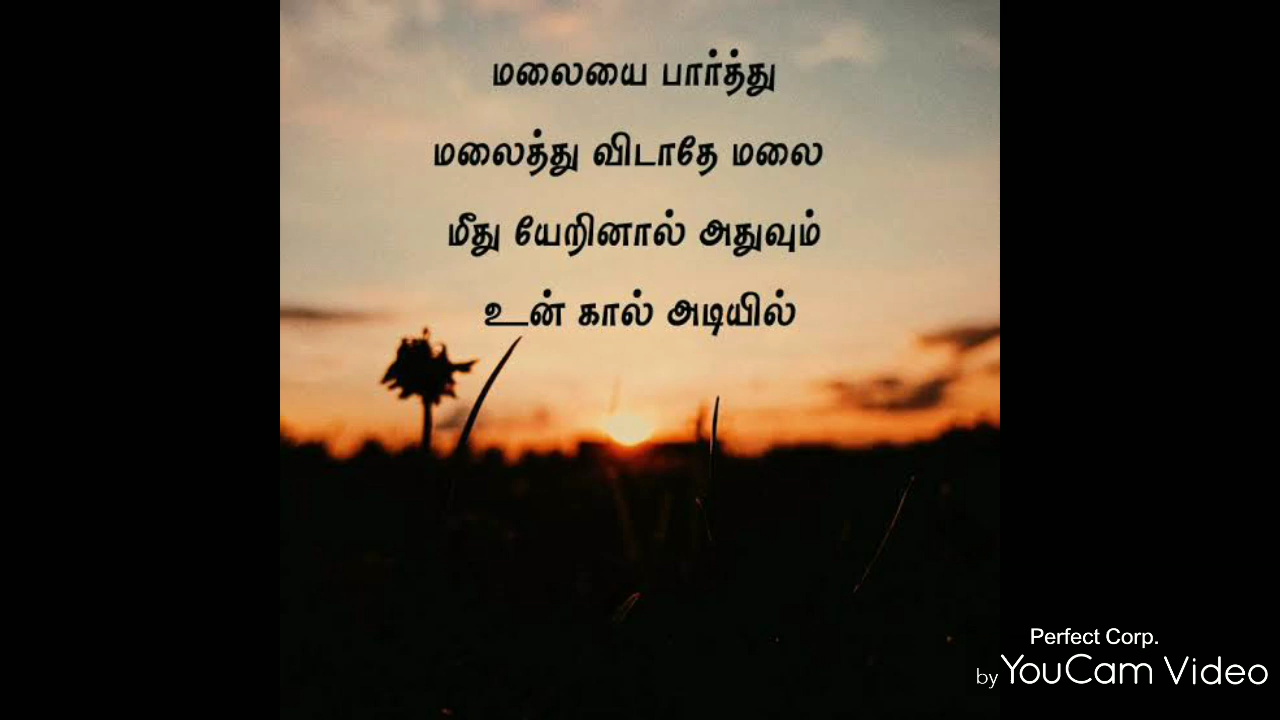 மலையை பார்த்து
மலைத்து விடாதே மலை
மீது யேறினால் அதுவும்
உன் கால் அடியில்
Perfect Corp.
by YouCam Video